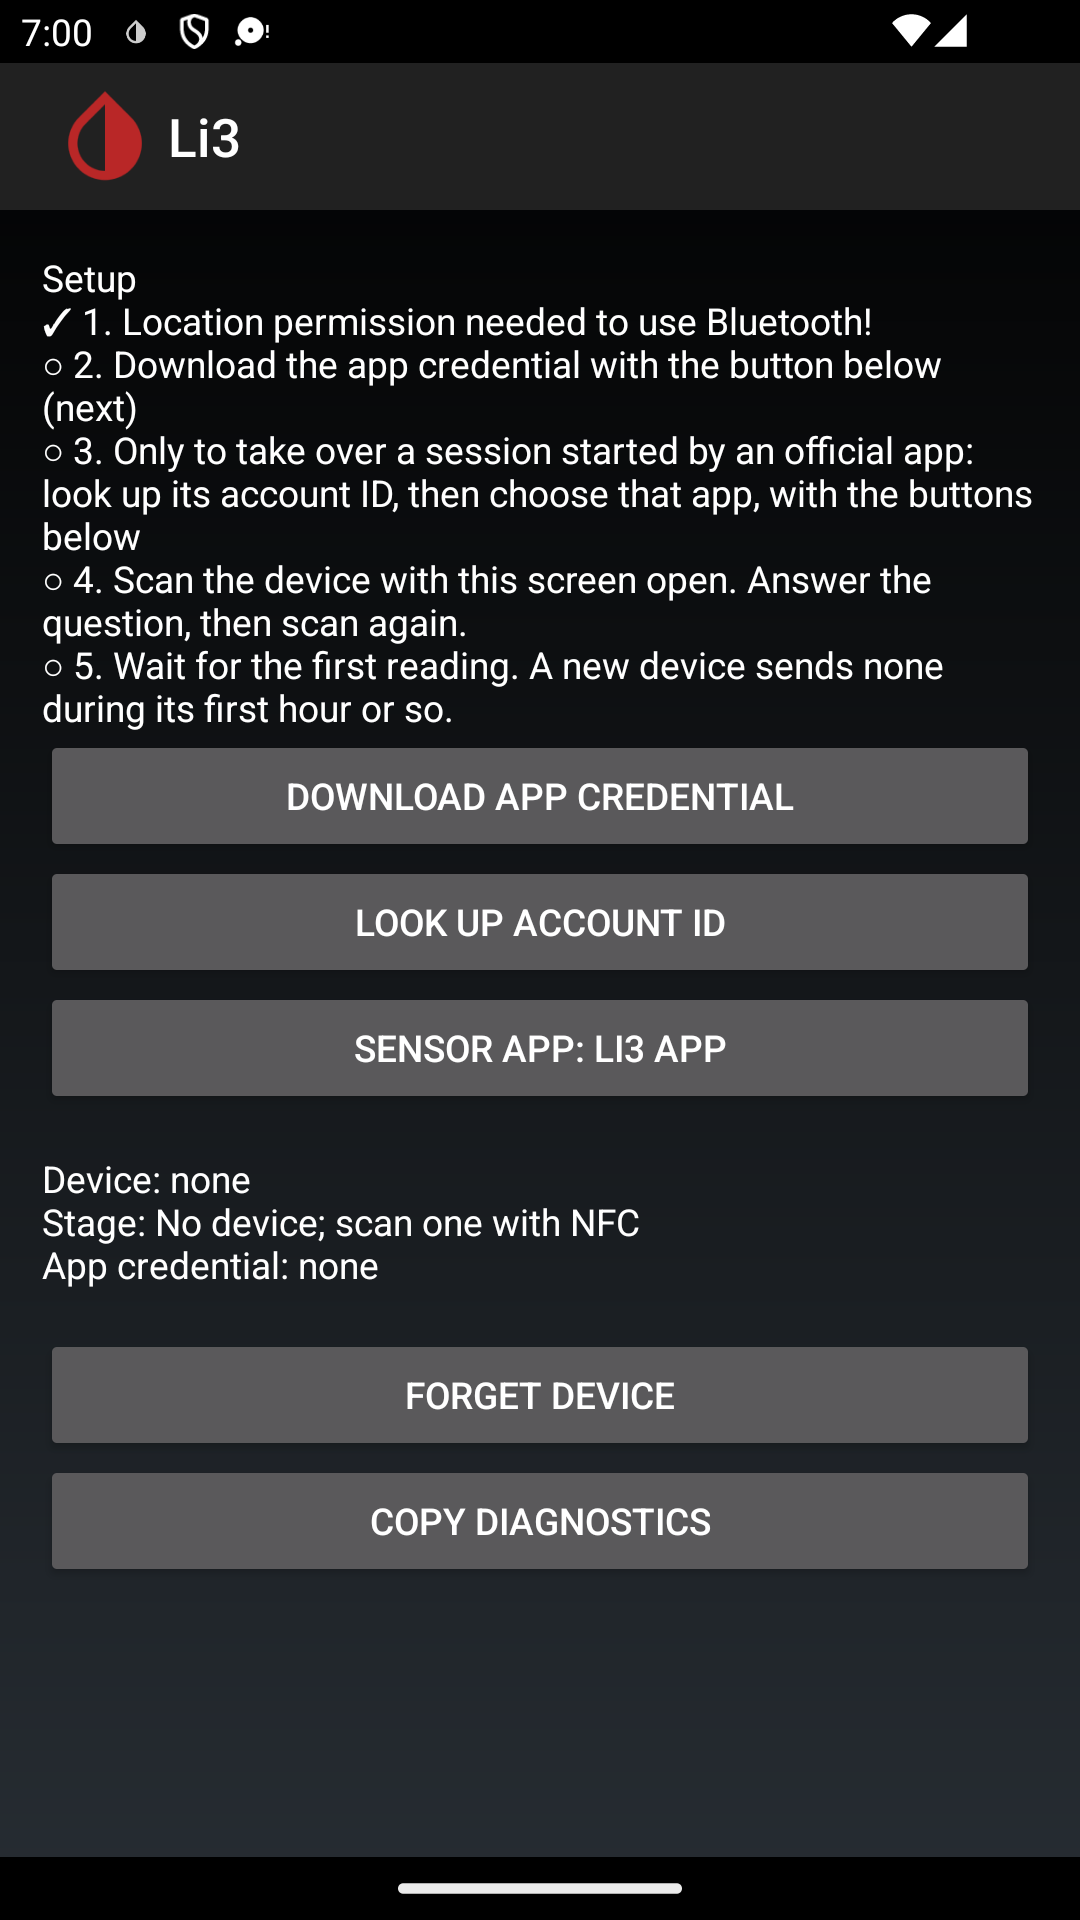 7:00
Li3
Setup
✓ 1. Location permission needed to use Bluetooth!
○ 2. Download the app credential with the button below
(next)
○ 3. Only to take over a session started by an official app:
look up its account ID, then choose that app, with the buttons
below
○ 4. Scan the device with this screen open. Answer the
question, then scan again.
○ 5. Wait for the first reading. A new device sends none
during its first hour or so.
DOWNLOAD APP CREDENTIAL
LOOK UP ACCOUNT ID
SENSOR APP: LI3 APP
Device: none
Stage: No device; scan one with NFC
App credential: none
FORGET DEVICE
COPY DIAGNOSTICS